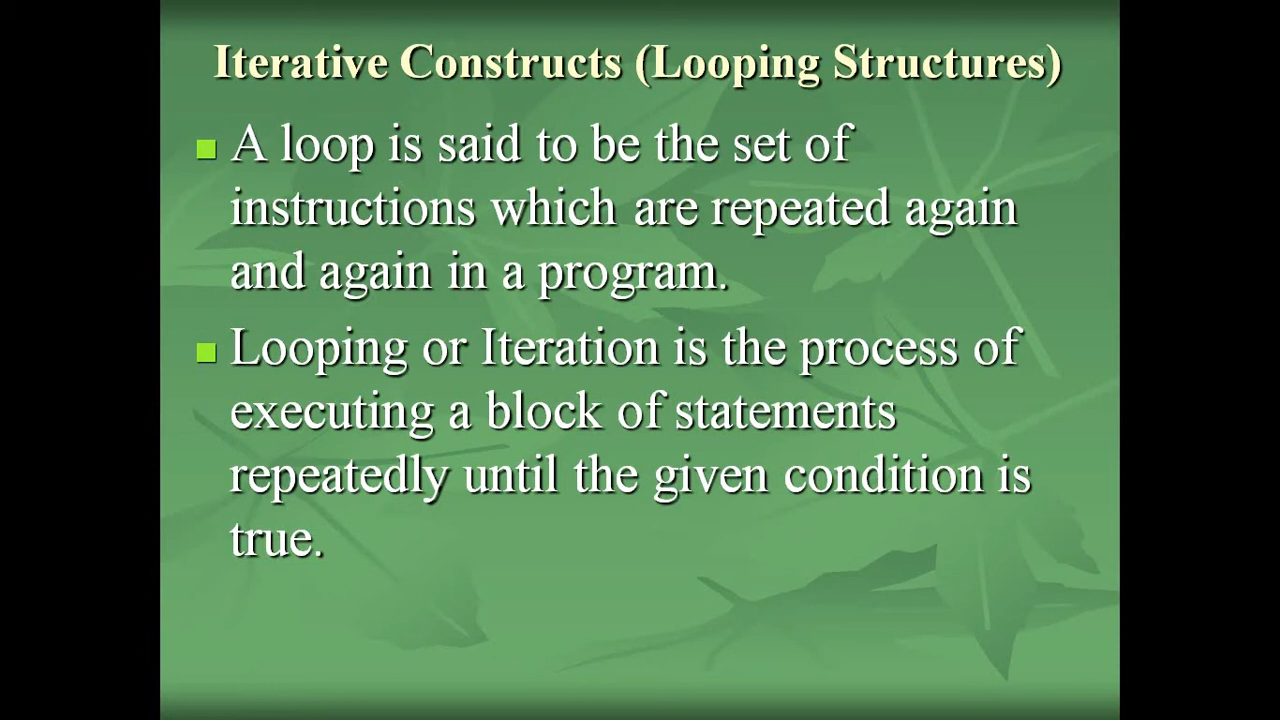 Iterative Constructs (Looping Structures)
A loop is said to be the set of
instructions which are repeated again
and again in a program.
Looping or Iteration is the process of
executing a block of statements
repeatedly until the given condition is
true.